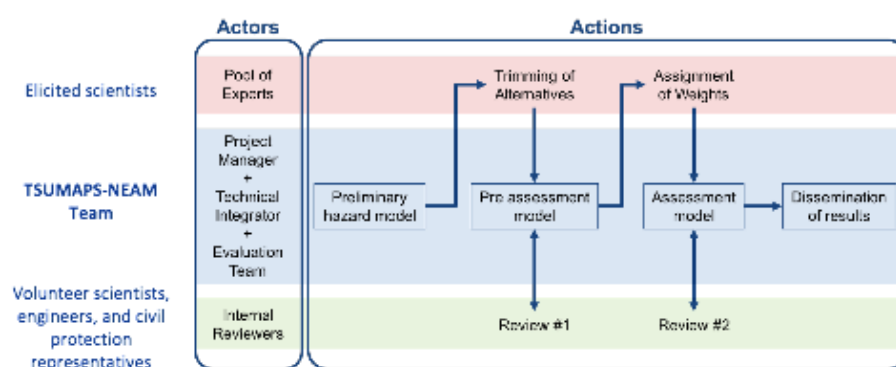 Actors
Actions
Elicited scientists
Pool of
Experts
Trimming of
Alternatives
Assignment
of Weights
TSUMAPS-NEAM
Team
Project
Manager
+
Technical
Integrator
+
Evaluation
Team
Preliminary
hazard model
Pre assessment
model
Assessment
model
Dissemination
of results
Volunteer scientists,
engineers, and civil
protection
representatives
Internal
Reviewers
Review #1
Review #2